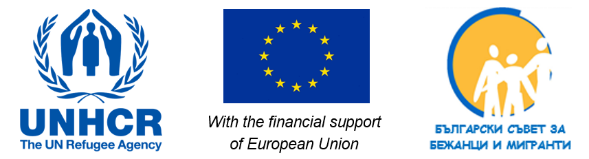 UNHCR
The UN Refugee Agency
With the financial support
of European Union
БЪЛГАРСКИ СЪВЕТ ЗА
БЕЖАНЦИ И МИГРАНТИ